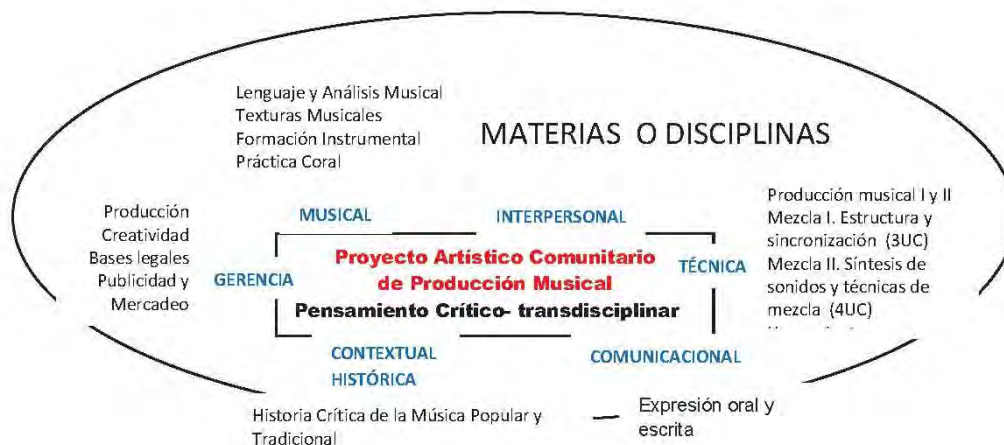 Lenguaje y Análisis Musical
Texturas Musicales
Formación Instrumental
Práctica Coral
MATERIAS O DISCIPLINAS
Producción
Creatividad
Bases legales
Publicidad y
Mercadeo
MUSICAL
INTERPERSONAL
GERENCIA
Proyecto Artístico Comunitario
de Producción Musical
Pensamiento Crítico- transdisciplinar
TÉCNICA
Producción musical I y II
Mezcla I. Estructura y
sincronización (3UC)
Mezcla II. Síntesis de
sonidos y técnicas de
mezcla (4UC)
CONTEXTUAL
HISTÓRICA
COMUNICACIONAL
Historia Crítica de la Música Popular y
Tradicional
Expresión oral y
escrita